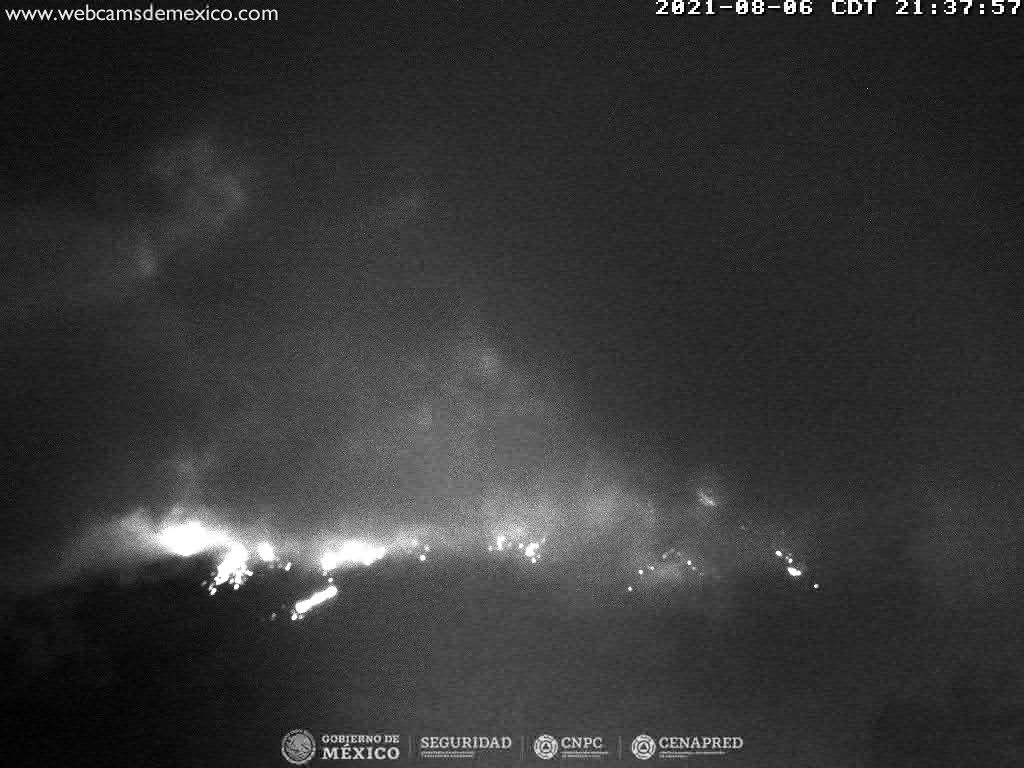 www.webcamsdemexico.com
2021-08-06 CDT 21:37:57
GOBIERNO DE
MÉXICO
SEGURIDAD
CNPC
CENAPRED